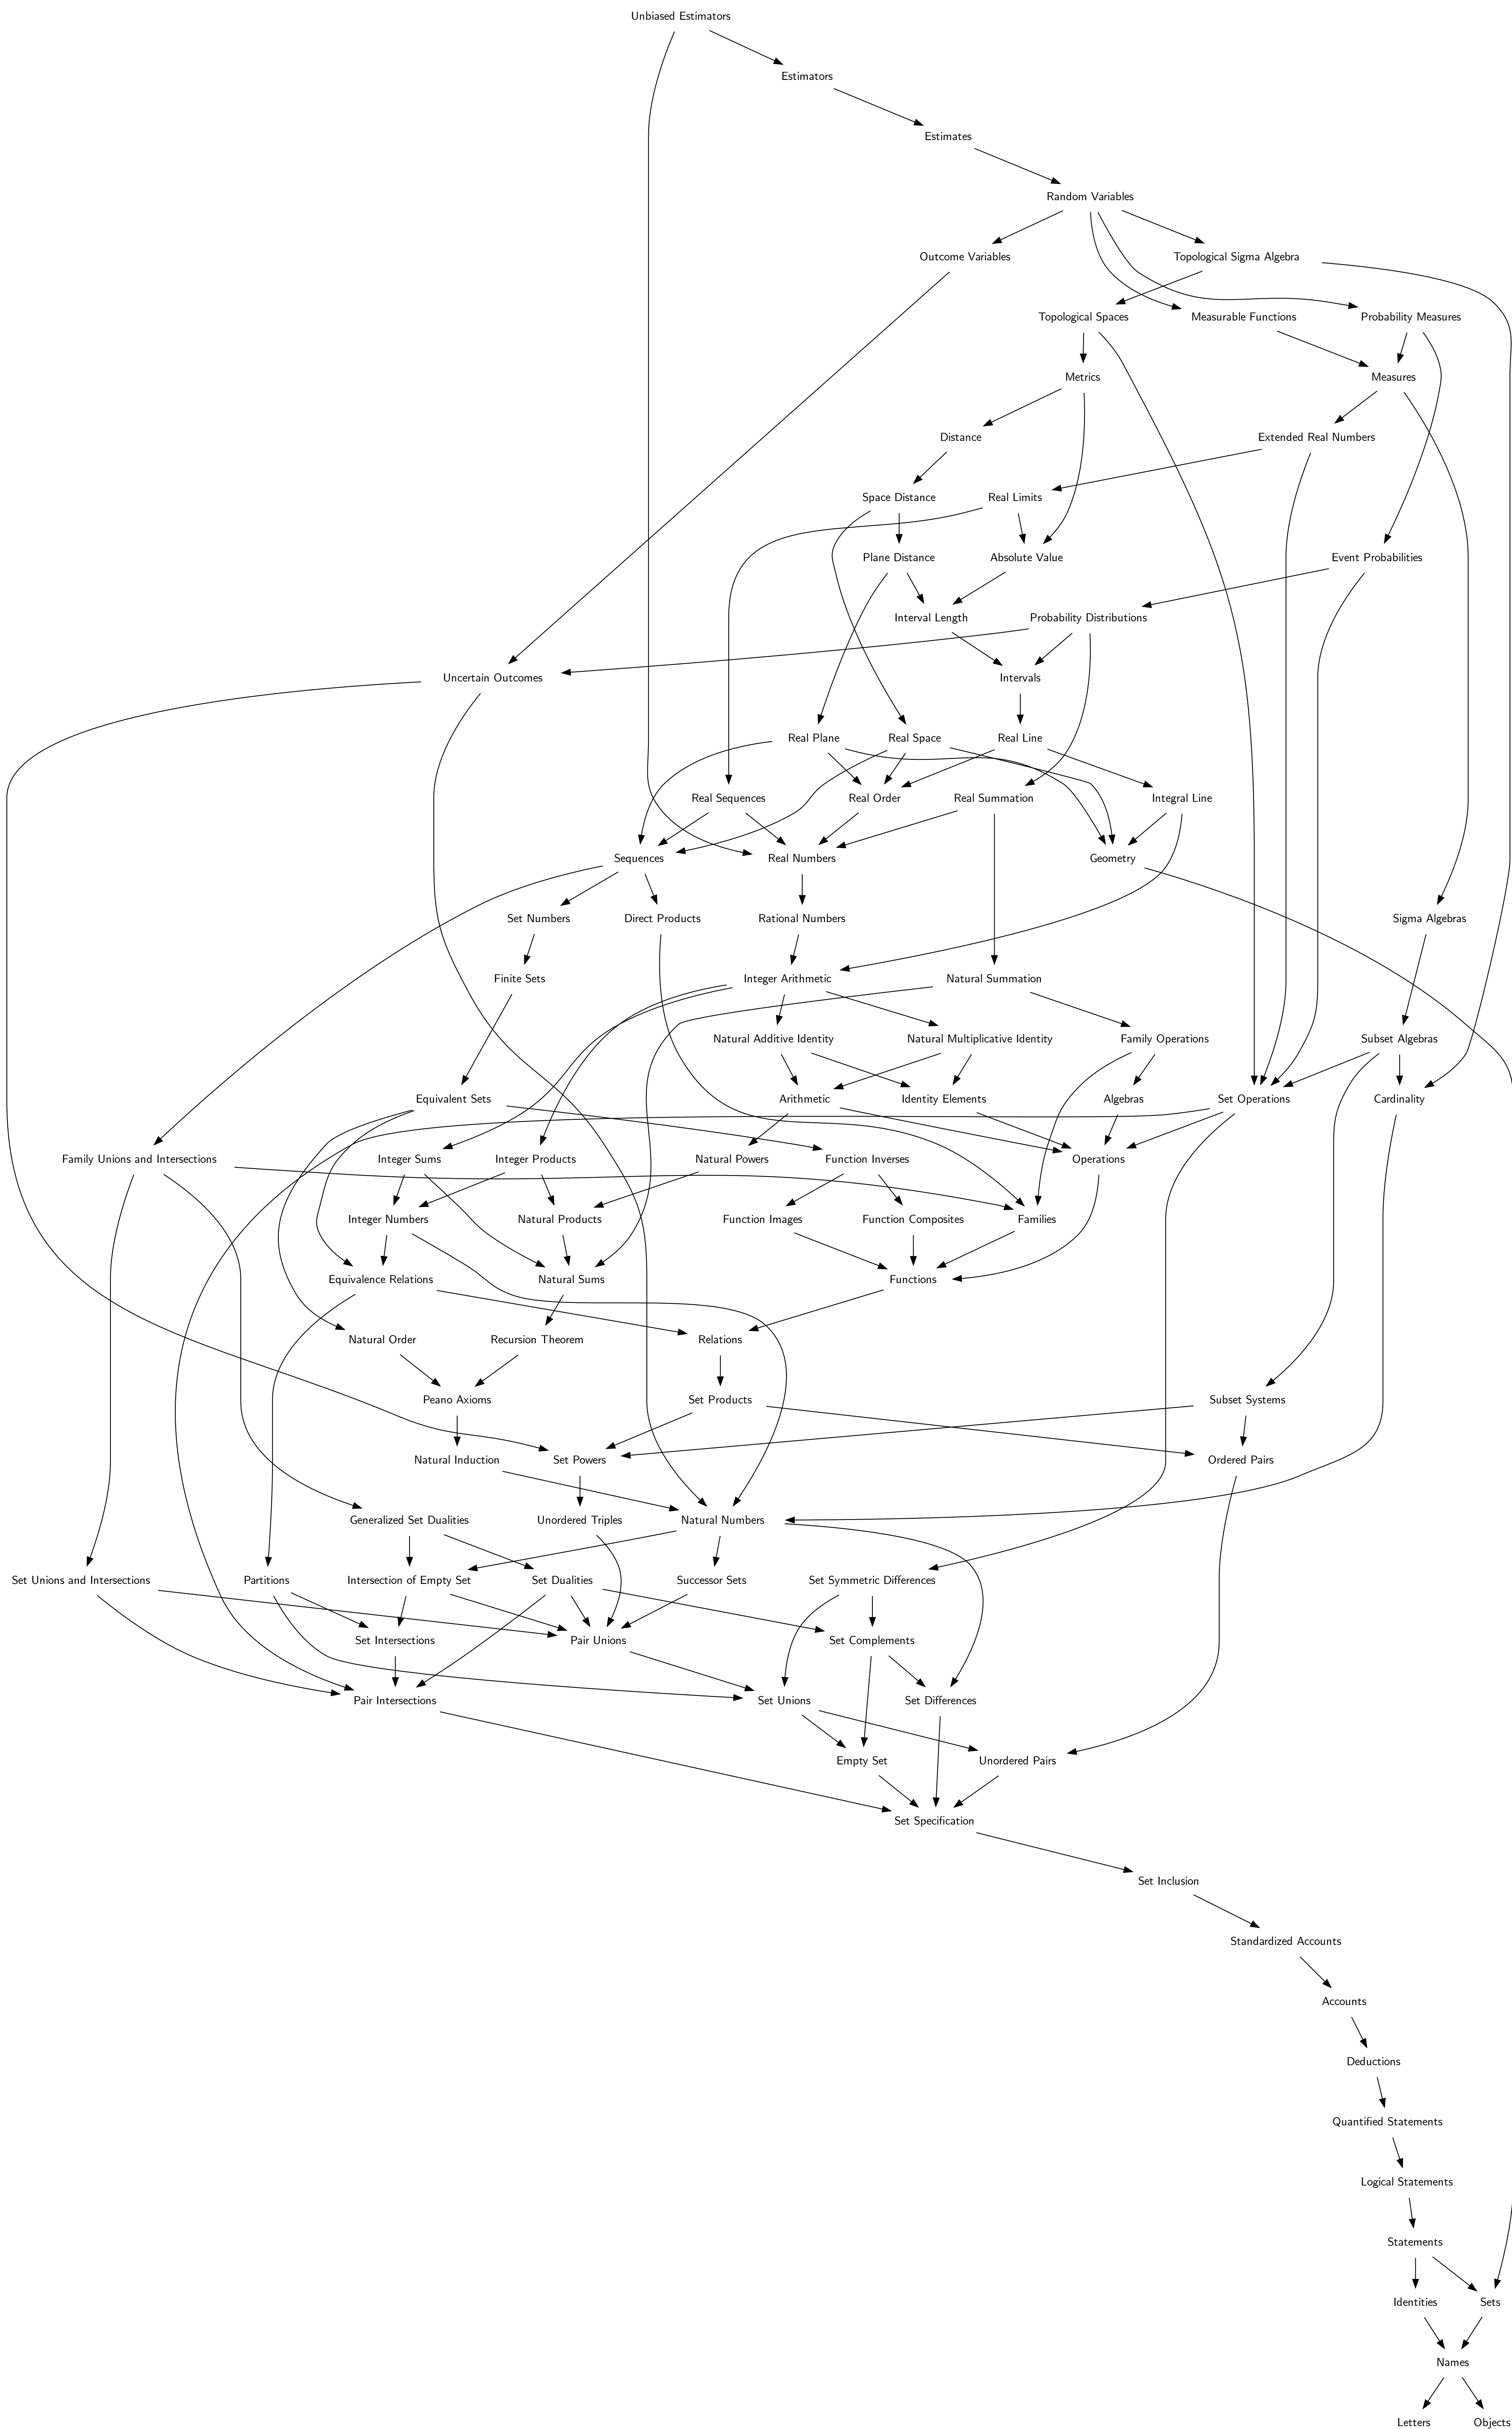 Unbiased Estimators
Estimators
Estimates
Random Variables
Outcome Variables
Topological Sigma Algebra
Topological Spaces
Measurable Functions
Probability Measures
Metrics
Measures
Distance
Extended Real Numbers
Space Distance
Real Limits
Plane Distance
Absolute Value
Event Probabilities
Interval Length
Probability Distributions
Uncertain Outcomes
Intervals
Real Plane
Real Space
Real Line
Real Sequences
Real Order
Real Summation
Integral Line
Sequences
Real Numbers
Geometry
Set Numbers
Direct Products
Rational Numbers
Sigma Algebras
Finite Sets
Integer Arithmetic
Natural Summation
Natural Additive Identity
Natural Multiplicative Identity
Family Operations
Subset Algebras
Equivalent Sets
Arithmetic
Identity Elements
Algebras
Set Operations
Cardinality
Family Unions and Intersections
Integer Sums
Integer Products
Natural Powers
Function Inverses
Operations
Integer Numbers
Natural Products
Function Images
Function Composites
Families
Equivalence Relations
Natural Sums
Functions
Natural Order
Recursion Theorem
Relations
Peano Axioms
Set Products
Subset Systems
Natural Induction
Set Powers
Ordered Pairs
Generalized Set Dualities
Unordered Triples
Natural Numbers
Set Unions and Intersections
Partitions
Intersection of Empty Set
Set Dualities
Successor Sets
Set Symmetric Differences
Set Intersections
Pair Unions
Set Complements
Pair Intersections
Set Unions
Set Differences
Empty Set
Unordered Pairs
Set Specification
Set Inclusion
Standardized Accounts
Accounts
Deductions
Quantified Statements
Logical Statements
Statements
Identities
Sets
Names
Letters
Objects